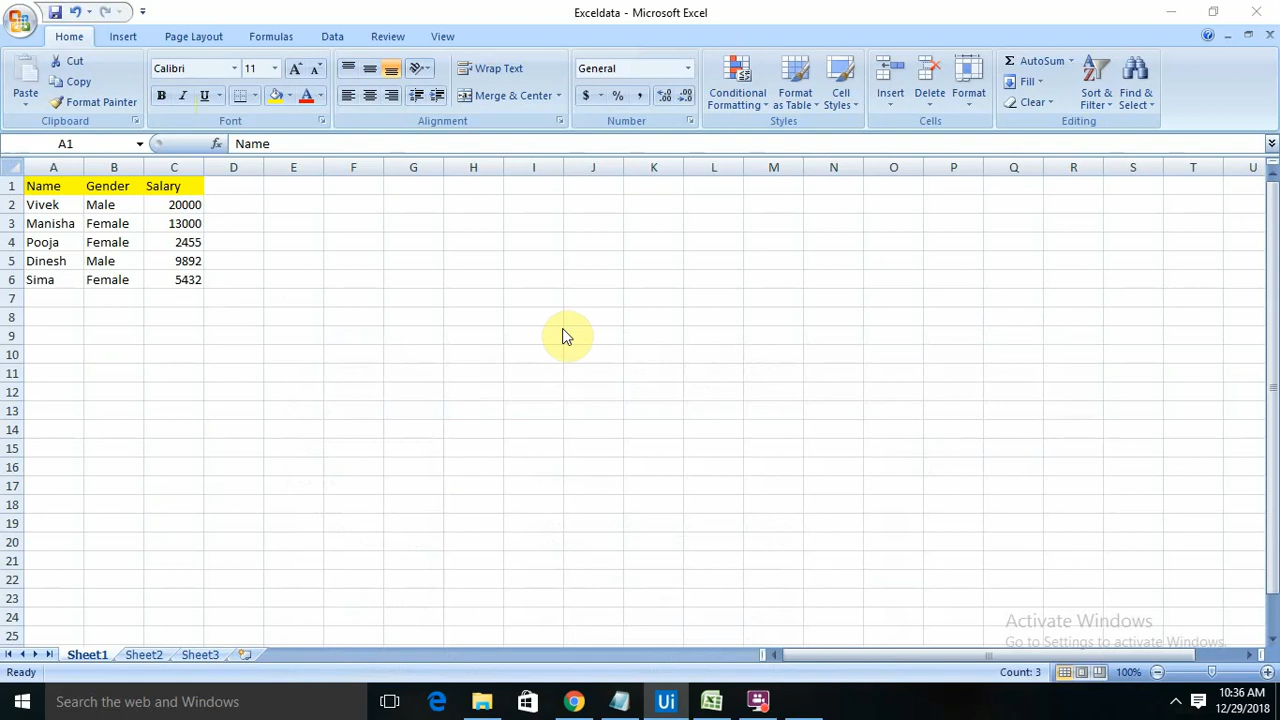 Exceldata - Microsoft Excel
Home Insert Page Layout Formulas Data Review View
Paste
Cut
Copy
Format Painter
Clipboard
Calibri 11
B I U
Font
Wrap Text
Merge & Center
Alignment
General
$ % ,
Number
Conditional Formatting
Format as Table
Cell Styles
Styles
Insert Delete Format
Cells
Σ AutoSum
Fill
Clear
Sort & Filter
Find & Select
Editing
A1 fx Name
A B C D E F G H I J K L M N O P Q R S T U
1 Name Gender Salary
2 Vivek Male 20000
3 Manisha Female 13000
4 Pooja Female 2455
5 Dinesh Male 9892
6 Sima Female 5432
7
8
9
10
11
12
13
14
15
16
17
18
19
20
21
22
23
24
25
Activate Windows
Go to Settings to activate Windows.
Sheet1 Sheet2 Sheet3
Ready Count: 3 100%
Search the web and Windows
Ui
10:36 AM
12/29/2018